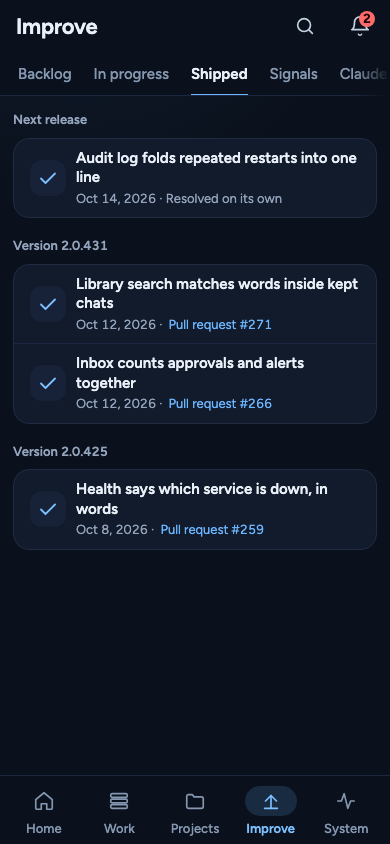 Improve
2
Backlog In progress Shipped Signals Claude
Next release
Audit log folds repeated restarts into one
line
Oct 14, 2026 · Resolved on its own
Version 2.0.431
Library search matches words inside kept
chats
Oct 12, 2026 · Pull request #271
Inbox counts approvals and alerts
together
Oct 12, 2026 · Pull request #266
Version 2.0.425
Health says which service is down, in
words
Oct 8, 2026 · Pull request #259
Home Work Projects Improve System